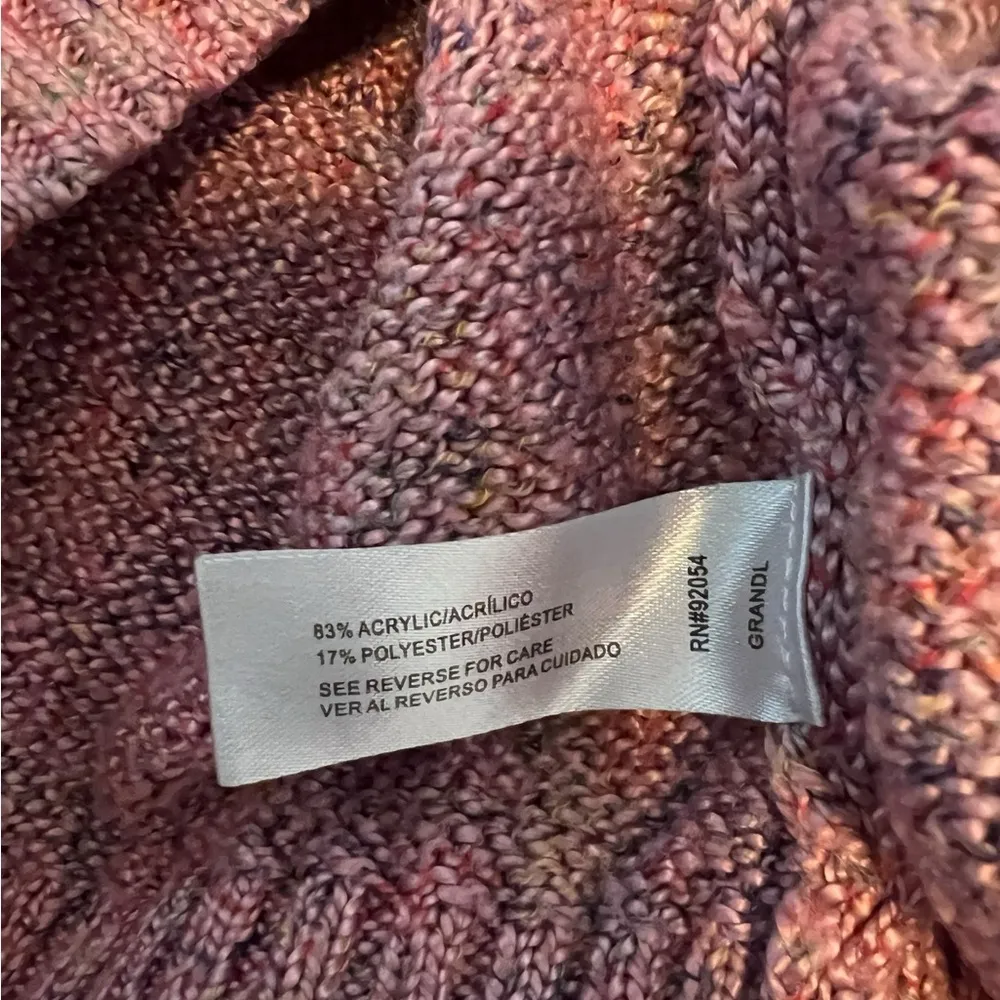 83% ACRYLIC/ACRÍLICO
17% POLYESTER/POLIÉSTER
SEE REVERSE FOR CARE
VER AL REVERSO PARA CUIDADO
RN#92054
GRANDL